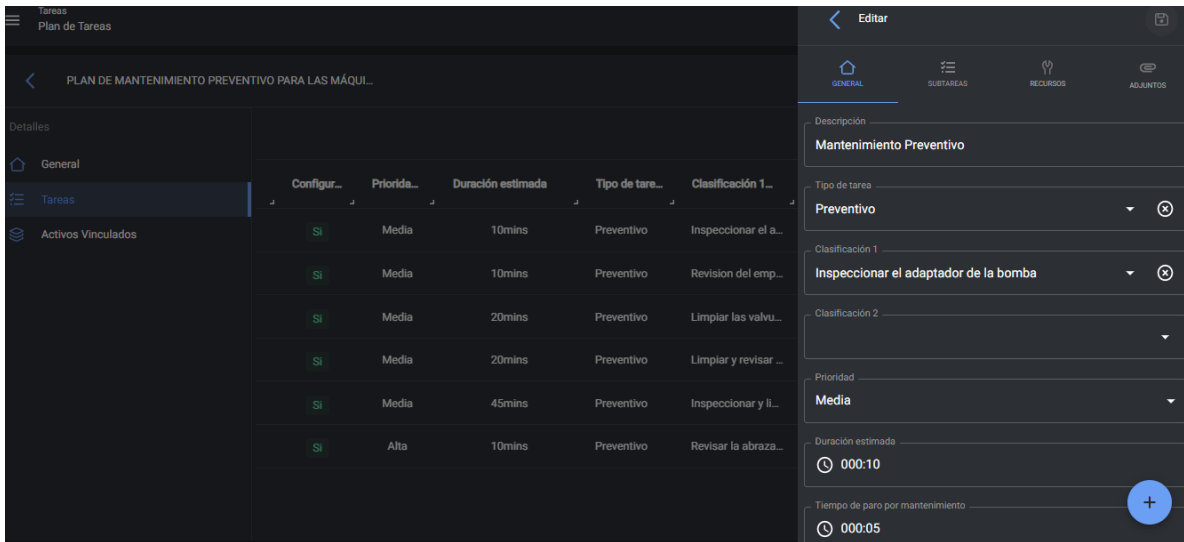 Tareas
Plan de Tareas
PLAN DE MANTENIMIENTO PREVENTIVO PARA LAS MÁQUI...
Detalles
General
Tareas
Activos Vinculados
Configur... Priorida... Duración estimada Tipo de tare... Clasificación 1...
Si Media 10mins Preventivo Inspeccionar el a...
Si Media 10mins Preventivo Revision del emp...
Si Media 20mins Preventivo Limpiar las valvu...
Si Media 20mins Preventivo Limpiar y revisar ...
Si Media 45mins Preventivo Inspeccionar y li...
Si Alta 10mins Preventivo Revisar la abraza...
Editar
GENERAL SUBTAREAS RECURSOS ADJUNTOS
Descripción
Mantenimiento Preventivo
Tipo de tarea
Preventivo
Clasificación 1
Inspeccionar el adaptador de la bomba
Clasificación 2
Prioridad
Media
Duración estimada
000:10
Tiempo de paro por mantenimiento
000:05